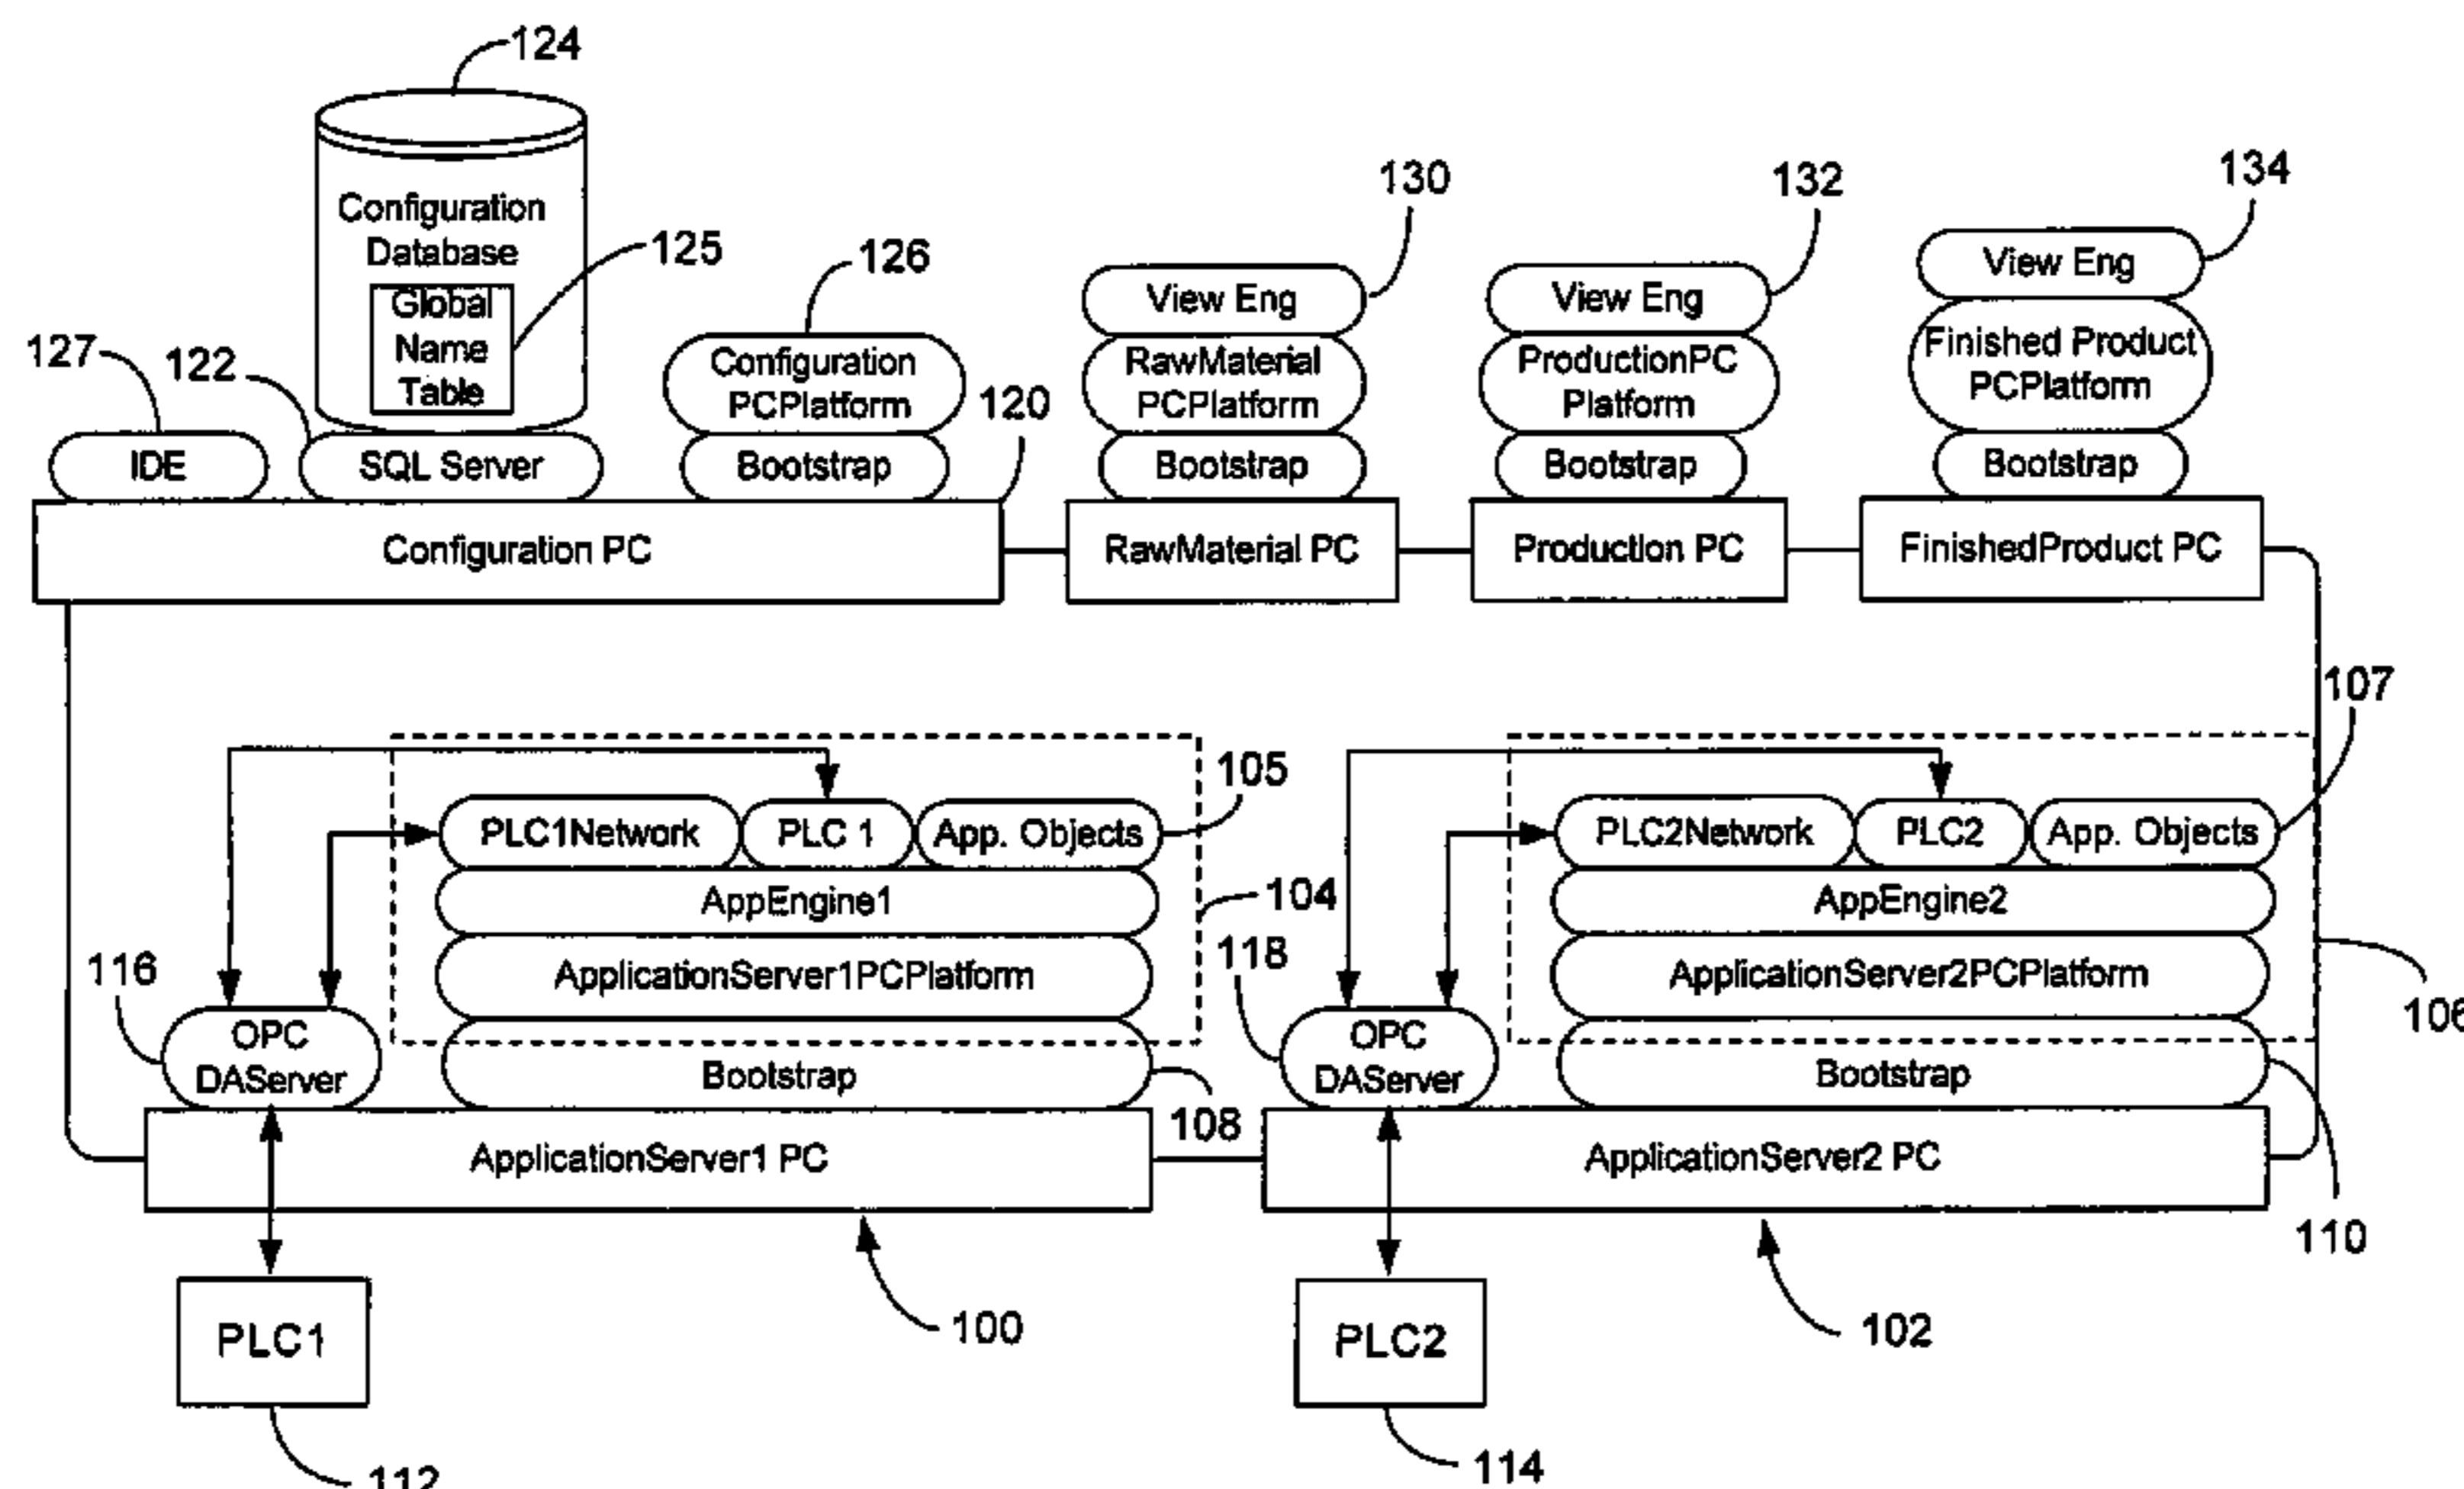 124
130
132
134
Configuration
Database
125
126
Global
Name
Table
View Eng
View Eng
View Eng
127
122
Configuration
PCPlatform
120
RawMaterial
PCPlatform
ProductionPC
Platform
Finished Product
PCPlatform
IDE
SQL Server
Bootstrap
Bootstrap
Bootstrap
Bootstrap
Configuration PC
RawMaterial PC
Production PC
FinishedProduct PC
107
105
PLC1Network
PLC 1
App. Objects
PLC2Network
PLC2
App. Objects
AppEngine1
104
AppEngine2
116
118
ApplicationServer1PCPlatform
ApplicationServer2PCPlatform
106
OPC
DAServer
Bootstrap
OPC
DAServer
Bootstrap
108
ApplicationServer1 PC
ApplicationServer2 PC
110
PLC1
100
PLC2
102
112
114